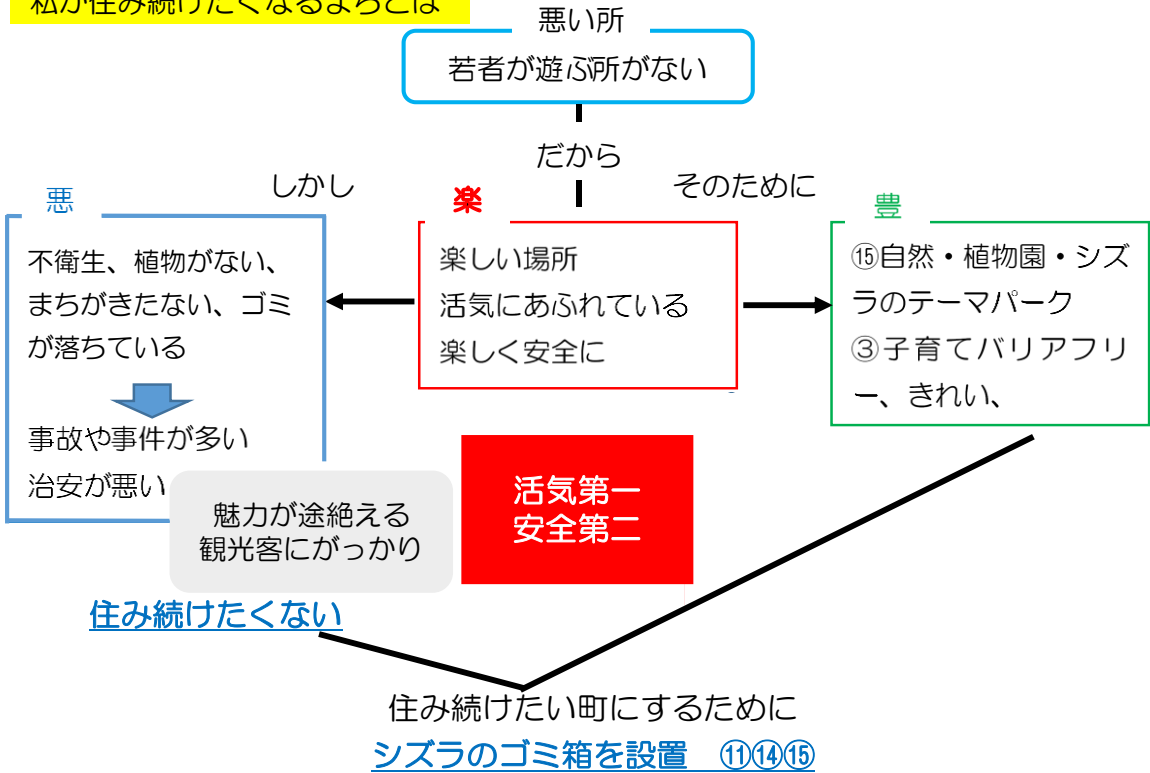 私が住み続けたくなるまちとは
悪い所
若者が遊ぶ所がない
だから
しかし
そのために
悪
不衛生、植物がない、
まちがきたない、ゴミ
が落ちている
事故や事件が多い
治安が悪い
魅力が途絶える
観光客にがっかり
住み続けたくない
楽
楽しい場所
活気にあふれている
楽しく安全に
活気第一
安全第二
豊
⑮自然・植物園・シズ
ラのテーマパーク
③子育てバリアフリ
ー、きれい、
住み続けたい町にするために
シズラのゴミ箱を設置　⑪⑭⑮